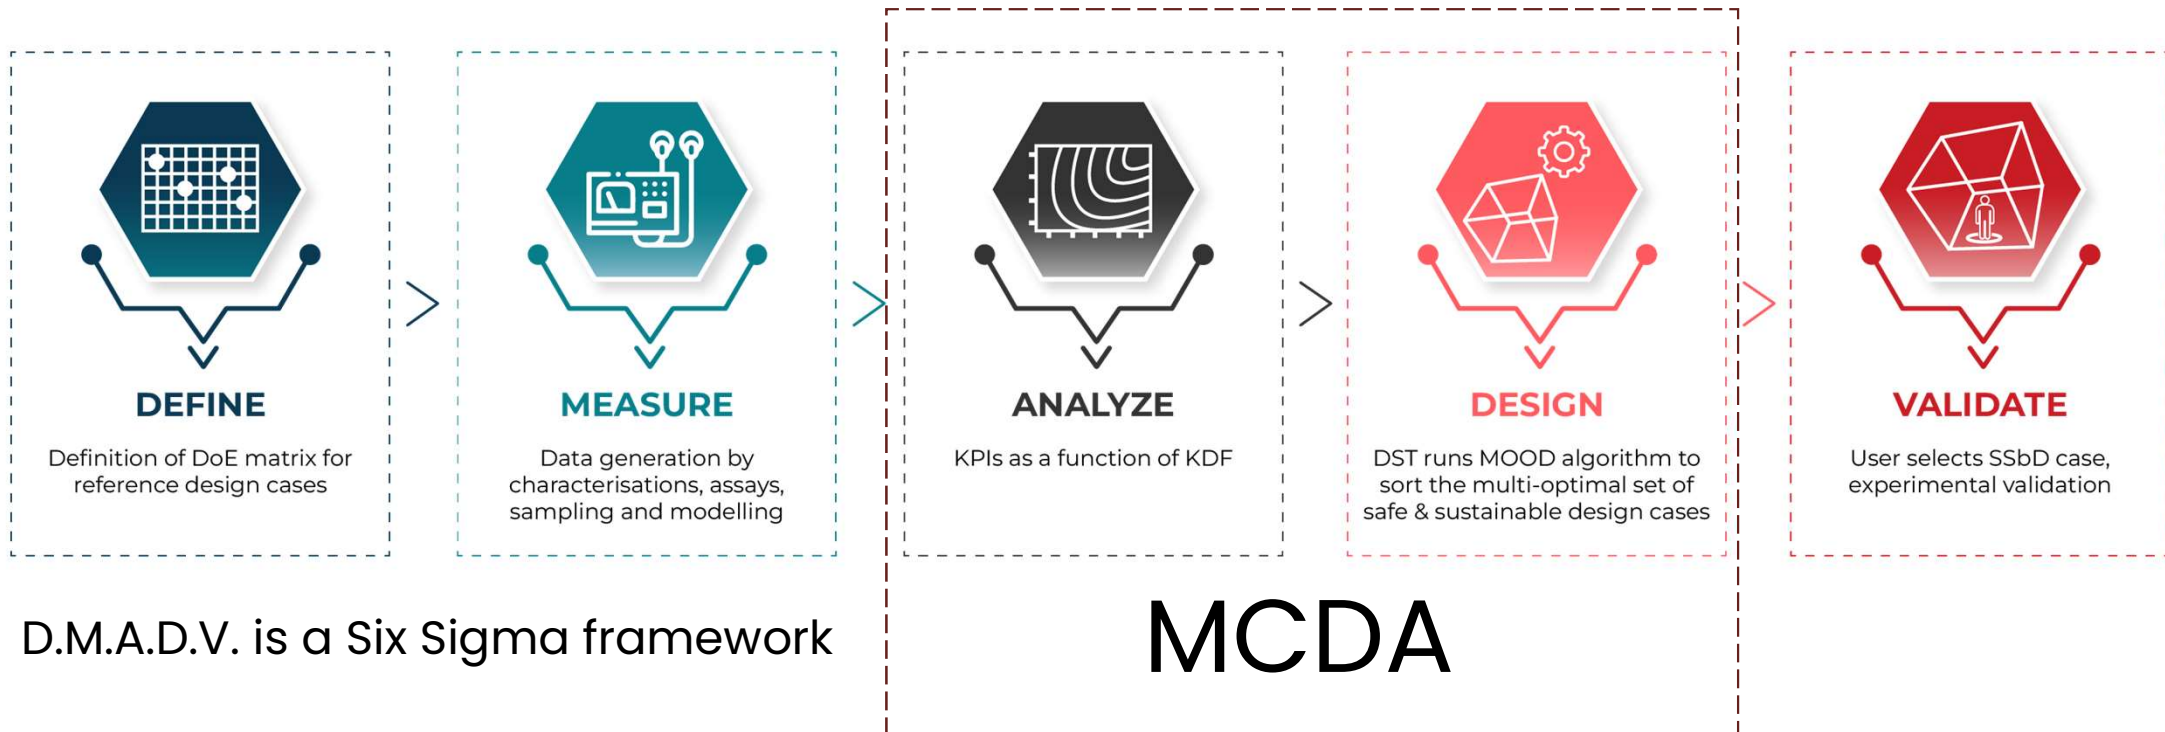 DEFINE
Definition of DoE matrix for
reference design cases
MEASURE
Data generation by
characterisations, assays,
sampling and modelling
ANALYZE
KPIs as a function of KDF
DESIGN
DST runs MOOD algorithm to
sort the multi-optimal set of
safe & sustainable design cases
VALIDATE
User selects SSbD case,
experimental validation
D.M.A.D.V. is a Six Sigma framework
MCDA